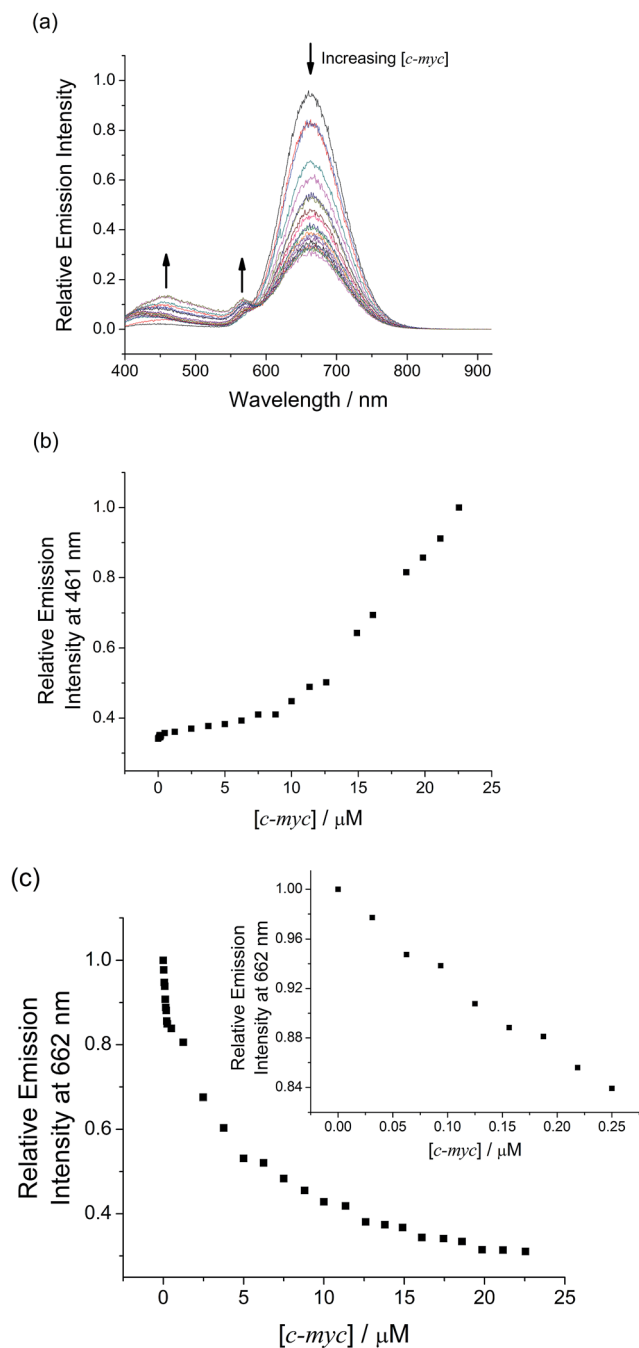 (a)
Increasing [c-myc]
Relative Emission Intensity
1.0
0.8
0.6
0.4
0.2
0.0
400 500 600 700 800 900
Wavelength / nm
(b)
Relative Emission
Intensity at 461 nm
1.0
0.8
0.6
0.4
0 5 10 15 20 25
[c-myc] / μM
(c)
Relative Emission
Intensity at 662 nm
1.0
0.8
0.6
0.4
0 5 10 15 20 25
[c-myc] / μM
Relative Emission
Intensity at 662 nm
1.00
0.96
0.92
0.88
0.84
0.00 0.05 0.10 0.15 0.20 0.25
[c-myc] / μM